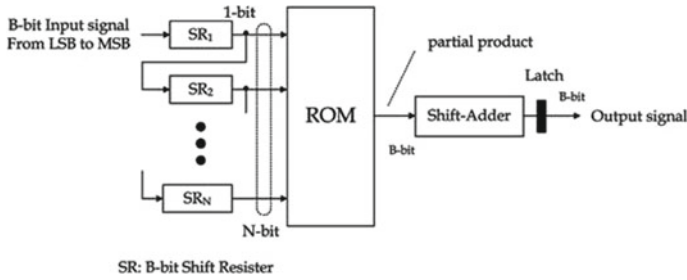 B-bit Input signal
From LSB to MSB
1-bit
SR1
SR2
SRN
N-bit
ROM
partial product
B-bit
Shift-Adder
Latch
B-bit
Output signal
SR: B-bit Shift Resister